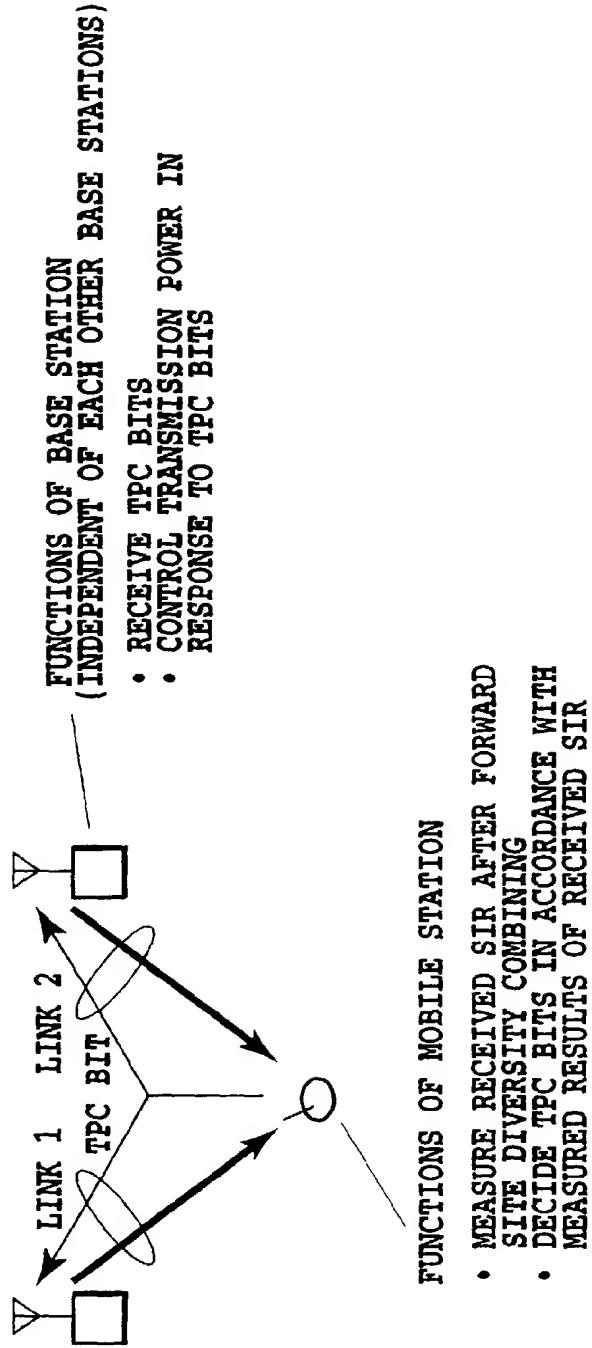 LINK 1
LINK 2
TPC BIT
FUNCTIONS OF BASE STATION
(INDEPENDENT OF EACH OTHER BASE STATIONS)
• RECEIVE TPC BITS
• CONTROL TRANSMISSION POWER IN
RESPONSE TO TPC BITS
FUNCTIONS OF MOBILE STATION
• MEASURE RECEIVED SIR AFTER FORWARD
SITE DIVERSITY COMBINING
• DECIDE TPC BITS IN ACCORDANCE WITH
MEASURED RESULTS OF RECEIVED SIR